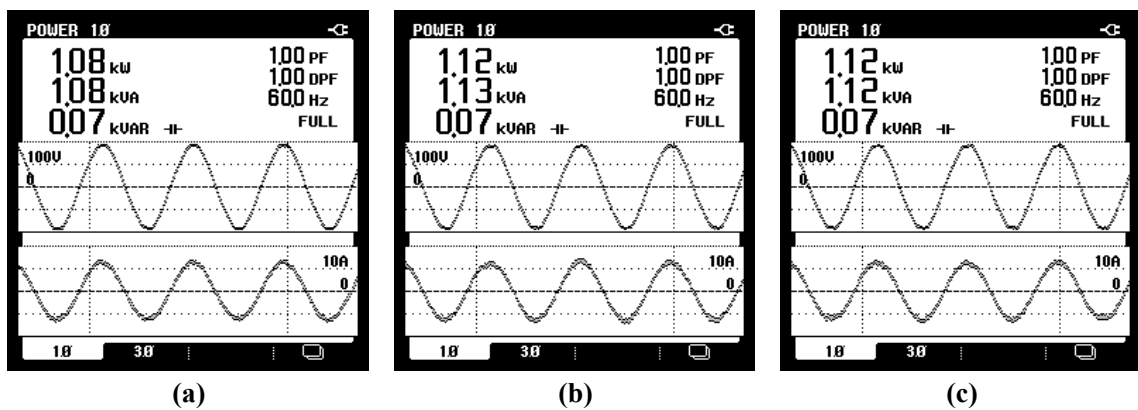 POWER 1Ø
1.08 kW
1.00 PF
1.08 kVA
1.00 DPF
60.0 Hz
0.07 kVAR
FULL
100V
0
10A
0
1Ø 3Ø
(a)
POWER 1Ø
1.12 kW
1.00 PF
1.13 kVA
1.00 DPF
60.0 Hz
0.07 kVAR
FULL
100V
0
10A
0
1Ø 3Ø
(b)
POWER 1Ø
1.12 kW
1.00 PF
1.12 kVA
1.00 DPF
60.0 Hz
0.07 kVAR
FULL
100V
0
10A
0
1Ø 3Ø
(c)